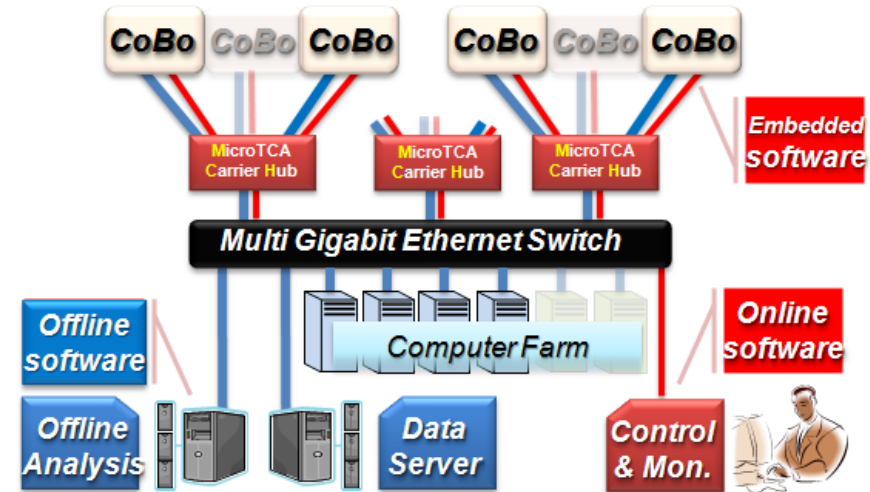 CoBo CoBo CoBo CoBo CoBo CoBo
MicroTCA
Carrier Hub
MicroTCA
Carrier Hub
MicroTCA
Carrier Hub
Embedded
software
Multi Gigabit Ethernet Switch
Offline
software
Computer Farm
Online
software
Offline
Analysis
Data
Server
Control
& Mon.